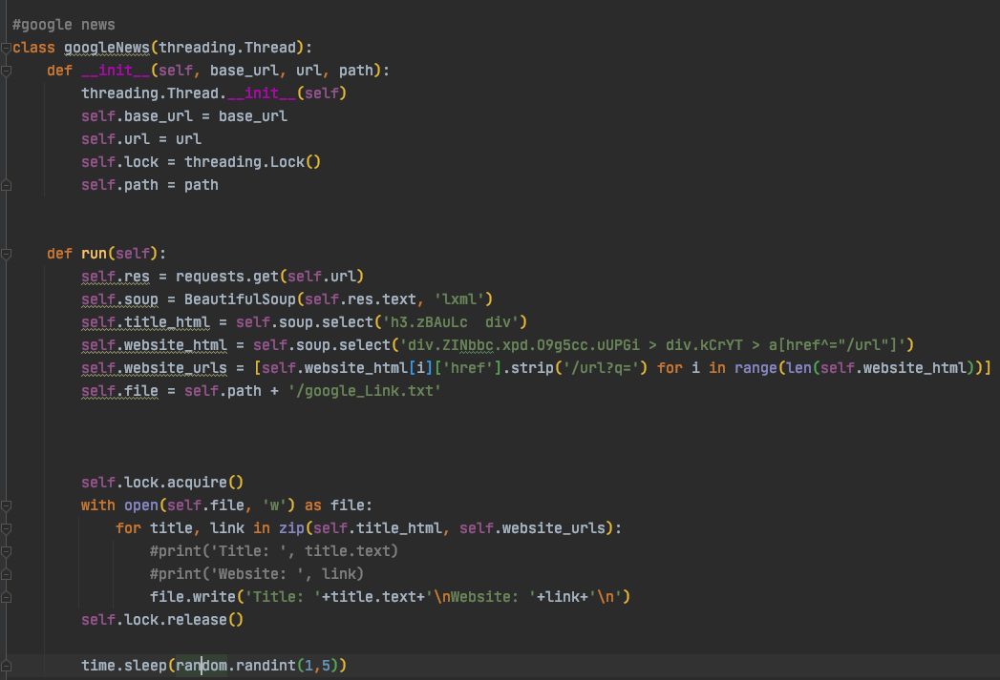 #google news
class googleNews(threading.Thread):
    def __init__(self, base_url, url, path):
        threading.Thread.__init__(self)
        self.base_url = base_url
        self.url = url
        self.lock = threading.Lock()
        self.path = path
    def run(self):
        self.res = requests.get(self.url)
        self.soup = BeautifulSoup(self.res.text, 'lxml')
        self.title_html = self.soup.select('h3.zBAuLc  div')
        self.website_html = self.soup.select('div.ZINbbc.xpd.O9g5cc.uUPGi > div.kCrYT > a[href^="/url"]')
        self.website_urls = [self.website_html[i]['href'].strip('/url?q=') for i in range(len(self.website_html))]
        self.file = self.path + '/google_Link.txt'
        self.lock.acquire()
        with open(self.file, 'w') as file:
            for title, link in zip(self.title_html, self.website_urls):
                #print('Title: ', title.text)
                #print('Website: ', link)
                file.write('Title: '+title.text+'\nWebsite: '+link+'\n')
        self.lock.release()
        time.sleep(random.randint(1,5))